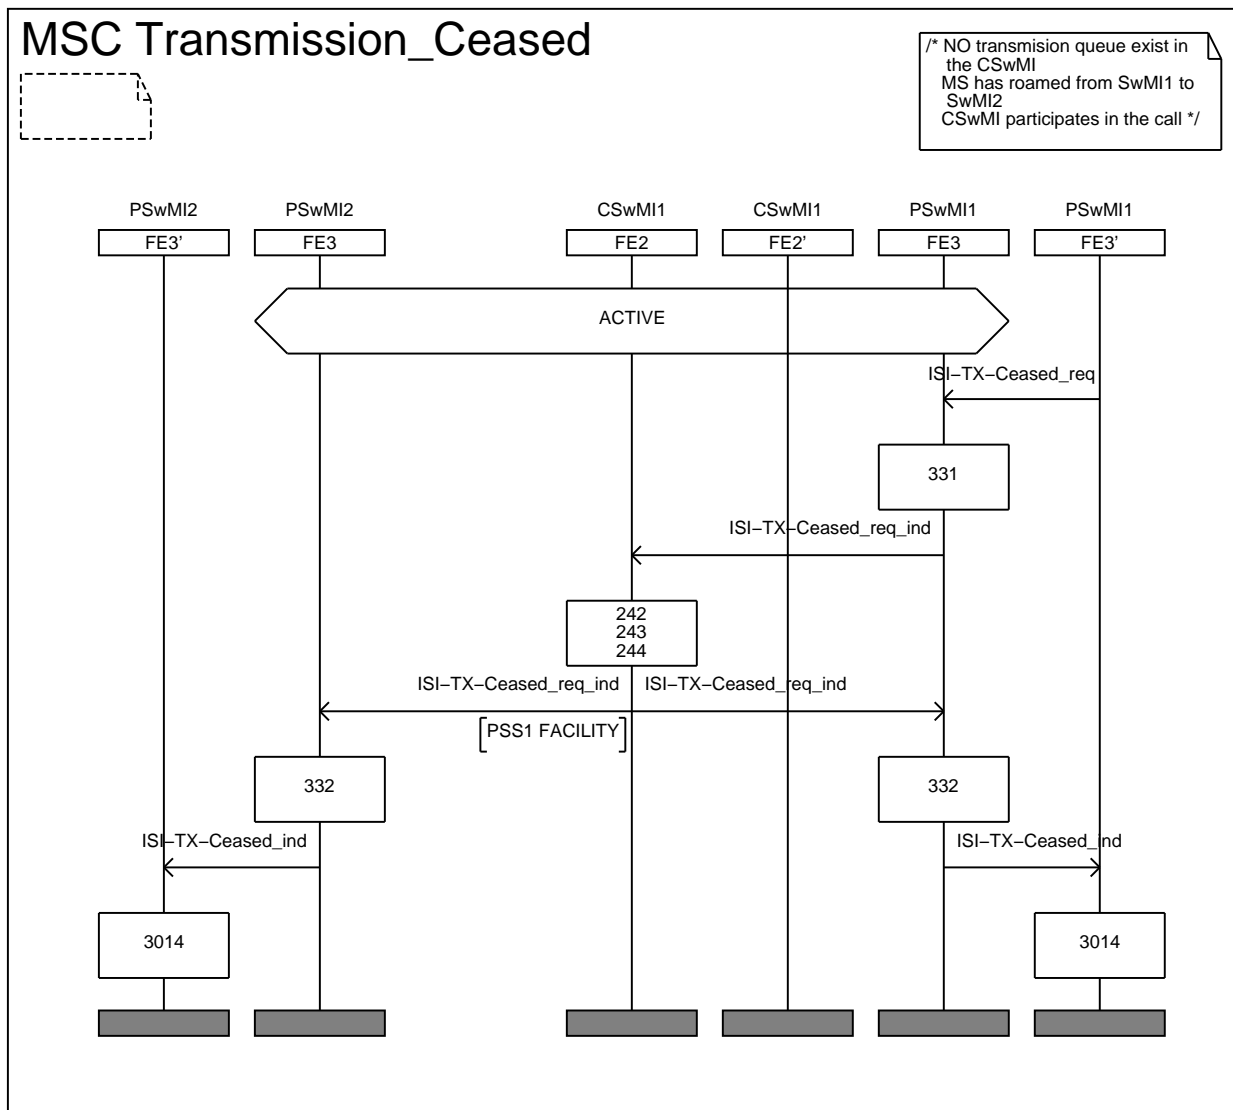 MSC Transmission_Ceased
/* NO transmision queue exist in
the CSwMI
MS has roamed from SwMI1 to
SwMI2
CSwMI participates in the call */
PSwMI2 PSwMI2 CSwMI1 CSwMI1 PSwMI1 PSwMI1
FE3' FE3 FE2 FE2' FE3 FE3'
ACTIVE
ISI–TX–Ceased_req
331
ISI–TX–Ceased_req_ind
242
243
244
ISI–TX–Ceased_req_ind ISI–TX–Ceased_req_ind
PSS1 FACILITY
332 332
ISI–TX–Ceased_ind ISI–TX–Ceased_ind
3014 3014